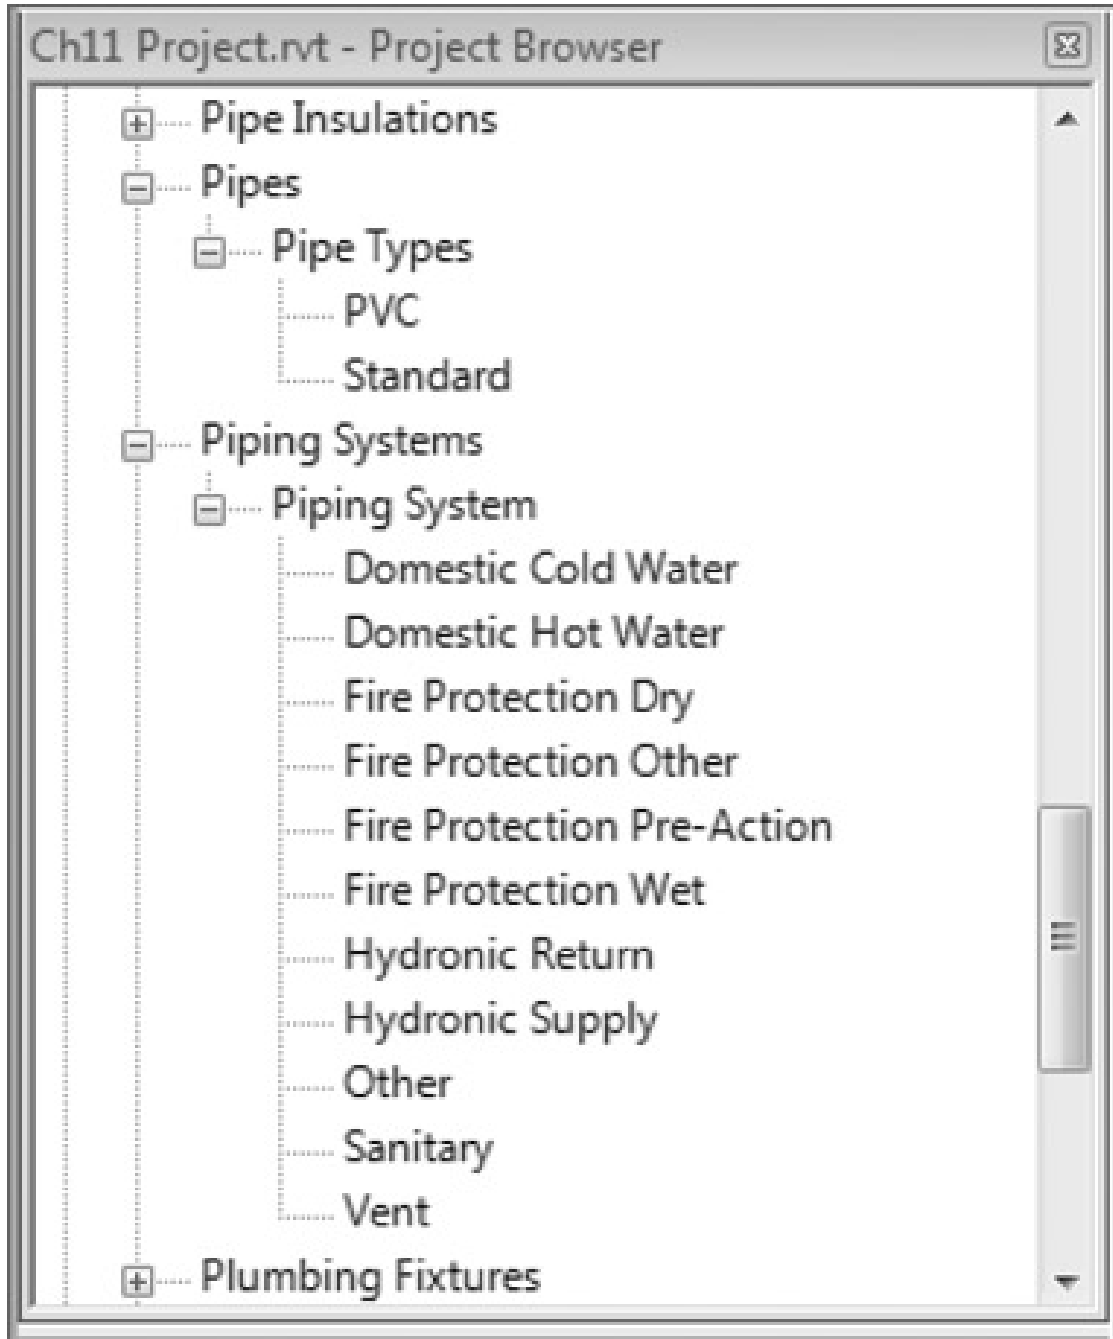 Ch11 Project.rvt - Project Browser
Pipe Insulations
Pipes
Pipe Types
PVC
Standard
Piping Systems
Piping System
Domestic Cold Water
Domestic Hot Water
Fire Protection Dry
Fire Protection Other
Fire Protection Pre-Action
Fire Protection Wet
Hydronic Return
Hydronic Supply
Other
Sanitary
Vent
Plumbing Fixtures